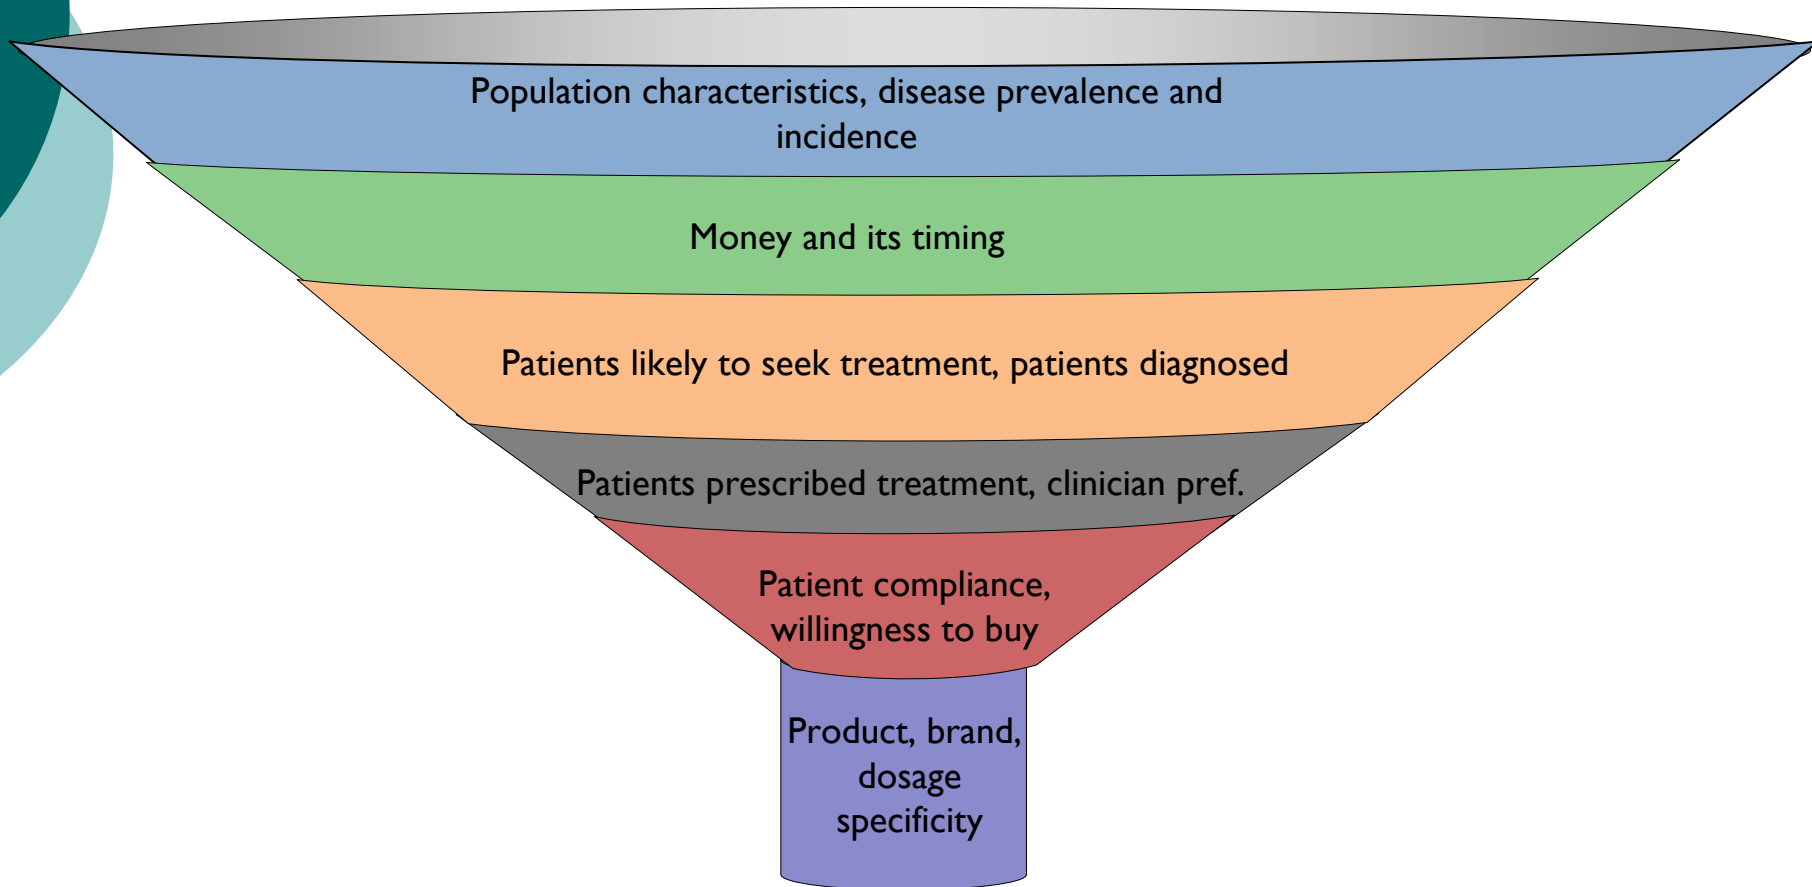 Population characteristics, disease prevalence and
incidence
Money and its timing
Patients likely to seek treatment, patients diagnosed
Patients prescribed treatment, clinician pref.
Patient compliance,
willingness to buy
Product, brand,
dosage
specificity